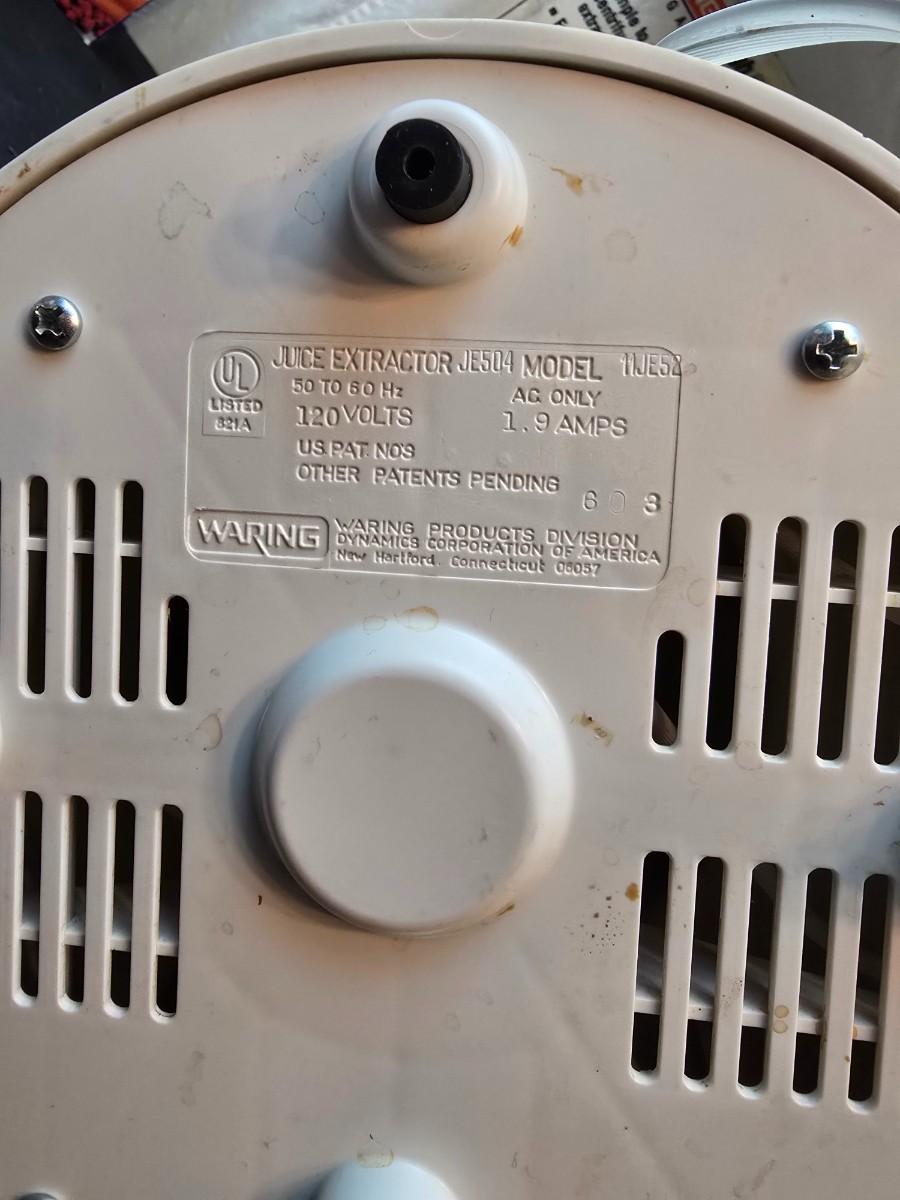 UL
LISTED
821A
JUICE EXTRACTOR JE504 MODEL 11JE52
50 TO 60 Hz AC ONLY
120 VOLTS 1.9 AMPS
U.S. PAT. NO'S
OTHER PATENTS PENDING
6 0 3
WARING
WARING PRODUCTS DIVISION
DYNAMICS CORPORATION OF AMERICA
New Hartford, Connecticut 06057